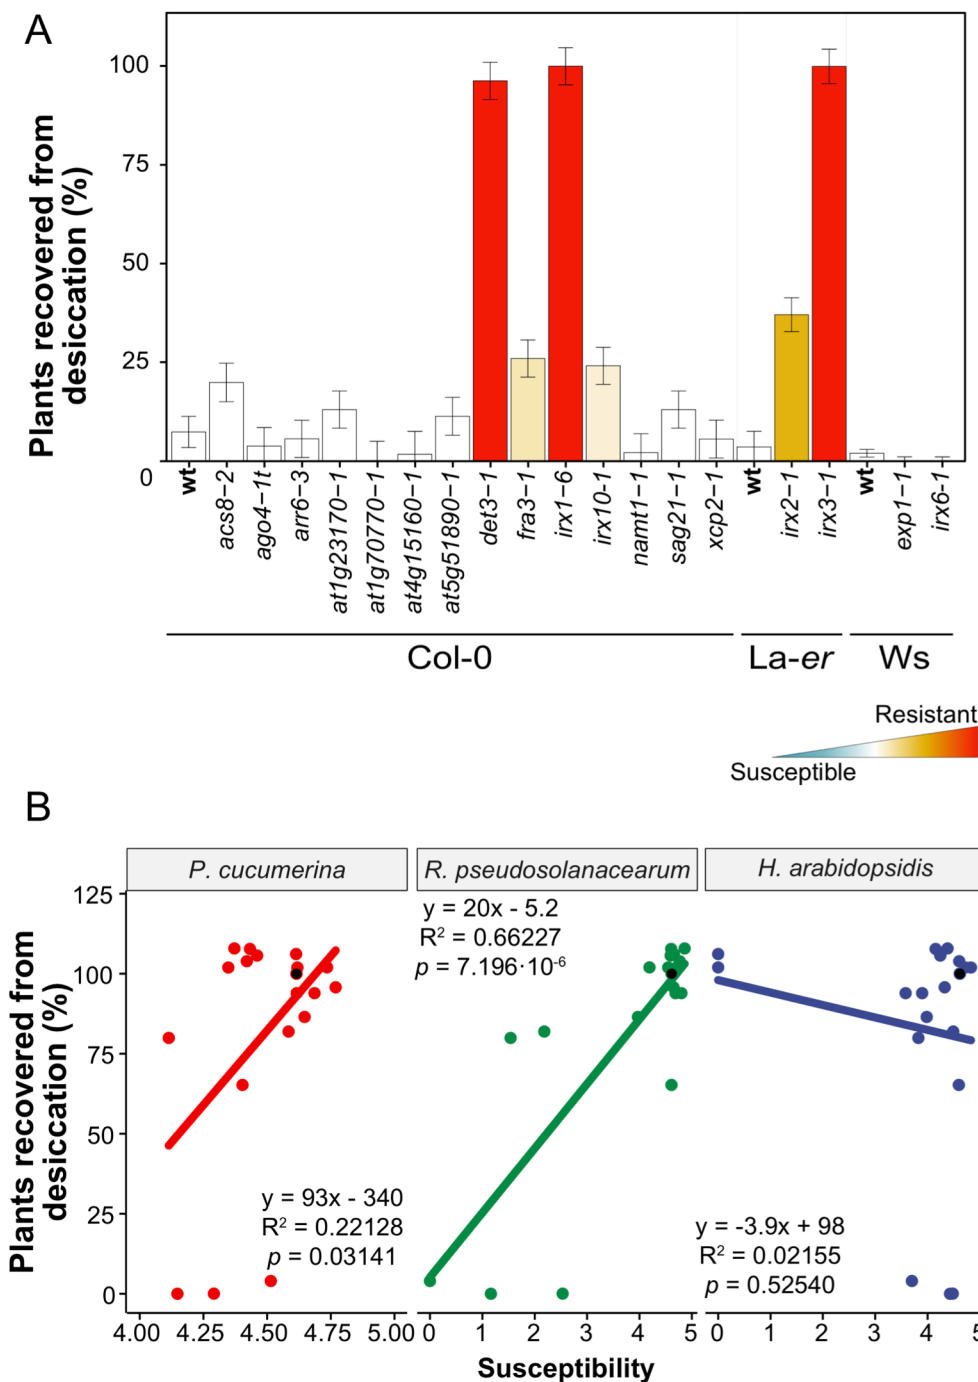 A
Plants recovered from
desiccation (%)
100
75
50
25
0
wt
acs8−2
ago4−1t
arr6−3
at1g23170−1
at1g70770−1
at4g15160−1
at5g51890−1
det3−1
fra3−1
irx1−6
irx10−1
namt1−1
sag21−1
xcp2−1
wt
irx2−1
irx3−1
wt
exp1−1
irx6−1
Col-0
La-er
Ws
Resistant
Susceptible
B
P. cucumerina
R. pseudosolanacearum
H. arabidopsidis
Plants recovered from
desiccation (%)
125
100
75
50
25
0
y = 93x - 340
R² = 0.22128
p = 0.03141
y = 20x - 5.2
R² = 0.66227
p = 7.196·10⁻⁶
y = -3.9x + 98
R² = 0.02155
p = 0.52540
4.00 4.25 4.50 4.75 5.00
0 1 2 3 4 5
0 1 2 3 4 5
Susceptibility